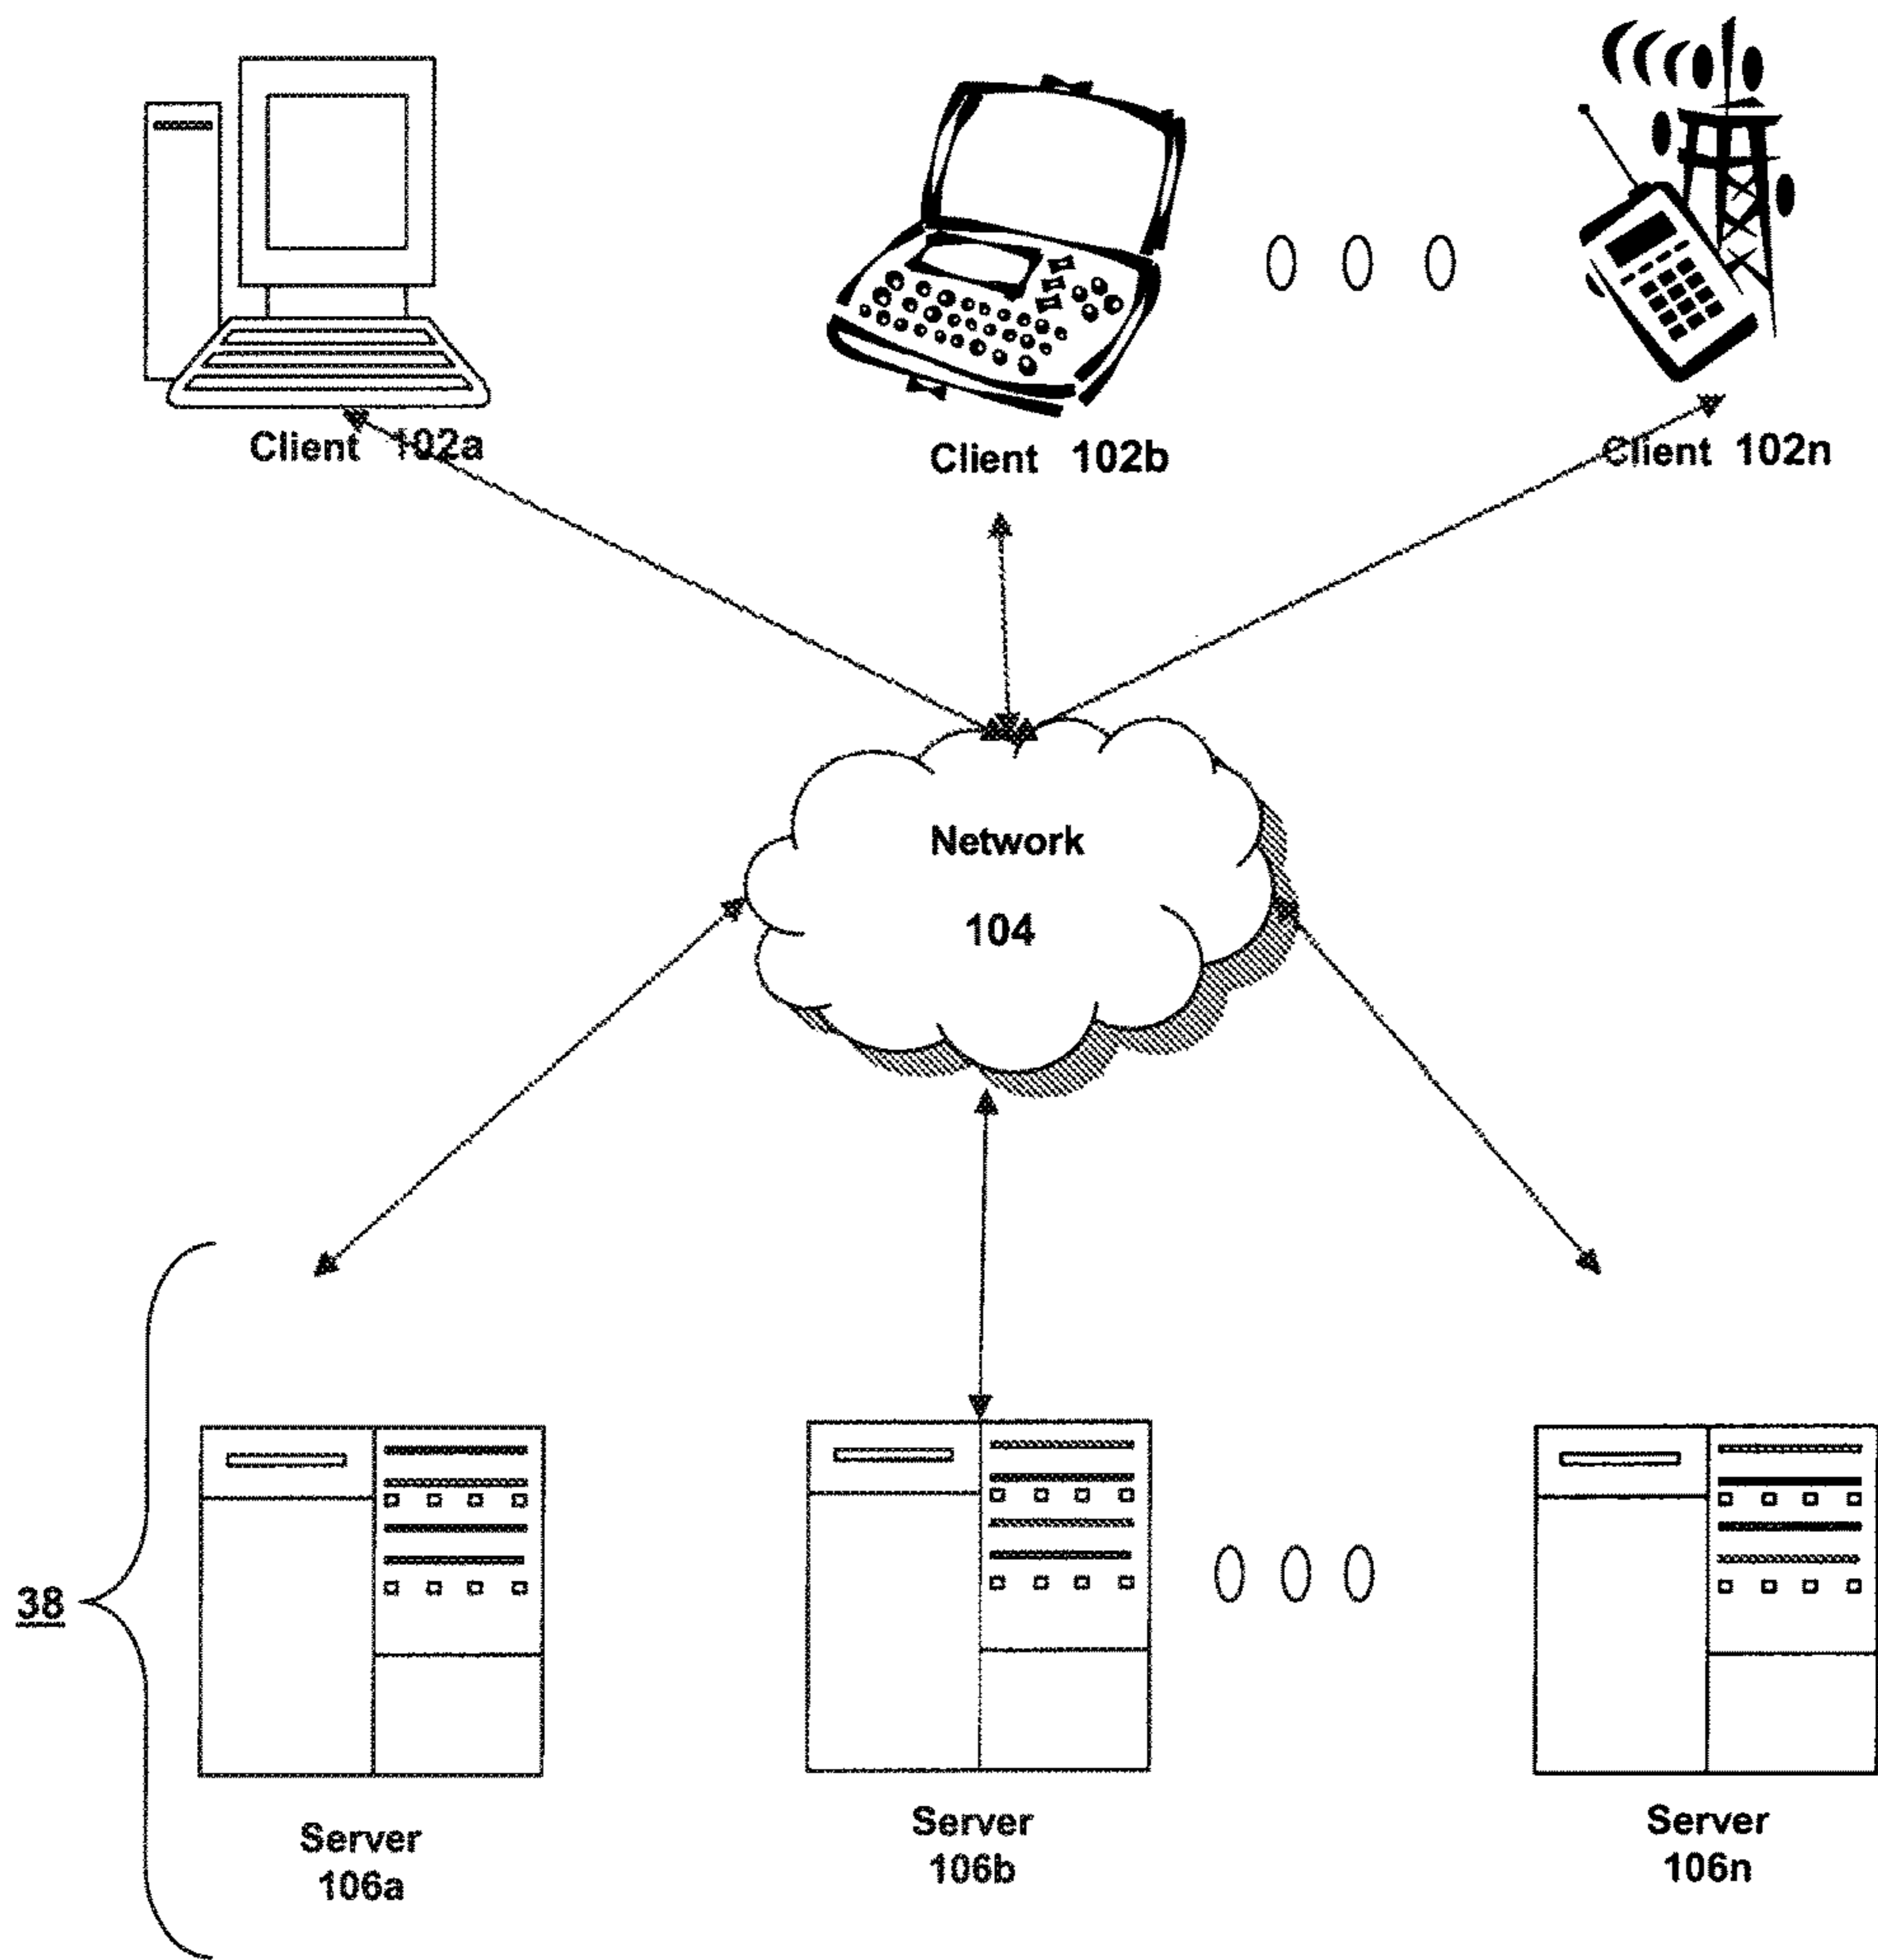 Client 102a
Client 102b
Client 102n
Network
104
38
Server
106a
Server
106b
Server
106n